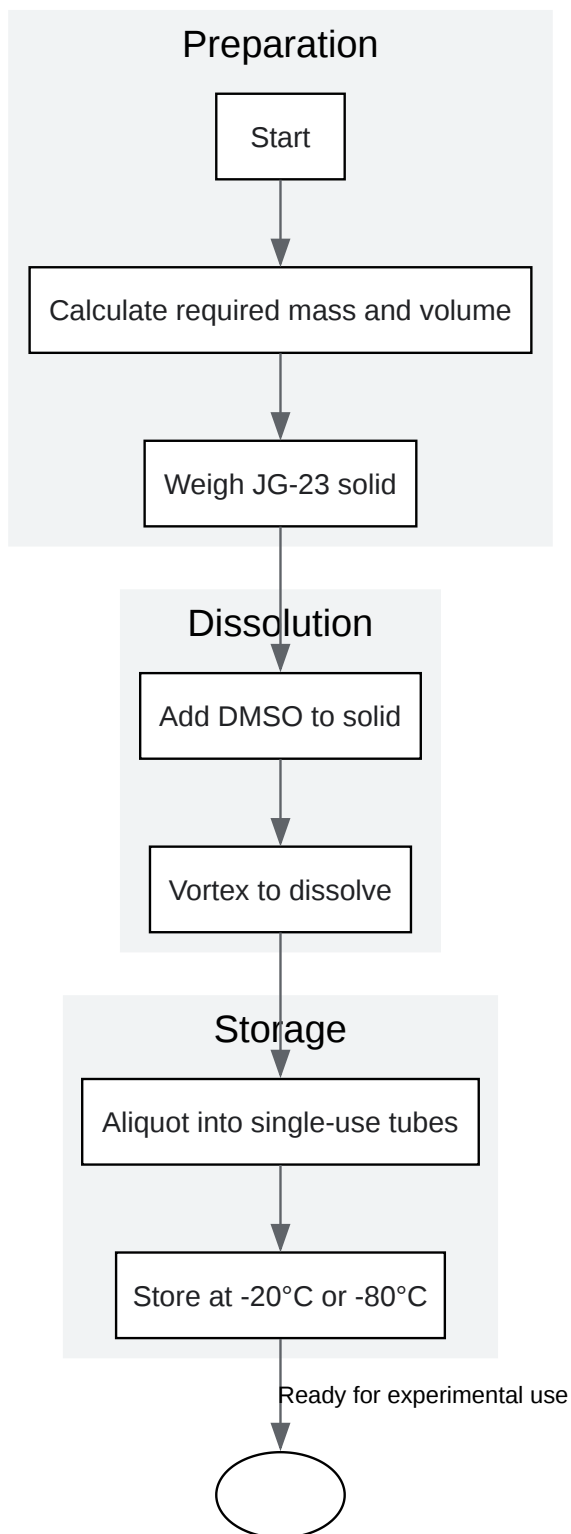 Preparation
Start
Calculate required mass and volume
Weigh JG-23 solid
Dissolution
Add DMSO to solid
Vortex to dissolve
Storage
Aliquot into single-use tubes
Store at -20°C or -80°C
Ready for experimental use